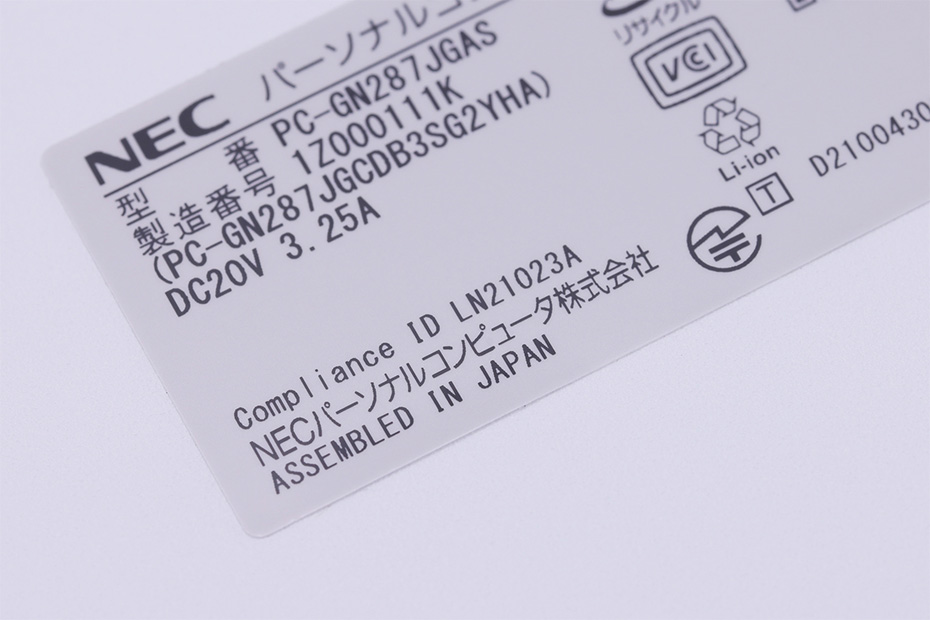 NEC パーソナルコン
型　　番 PC-GN287JGAS
製造番号 1Z000111K
(PC-GN287JGCDB3SG2YHA)
DC20V 3.25A
リサイクル
VCCI
Li-ion
T
D2100430
Compliance ID LN21023A
NECパーソナルコンピュータ株式会社
ASSEMBLED IN JAPAN